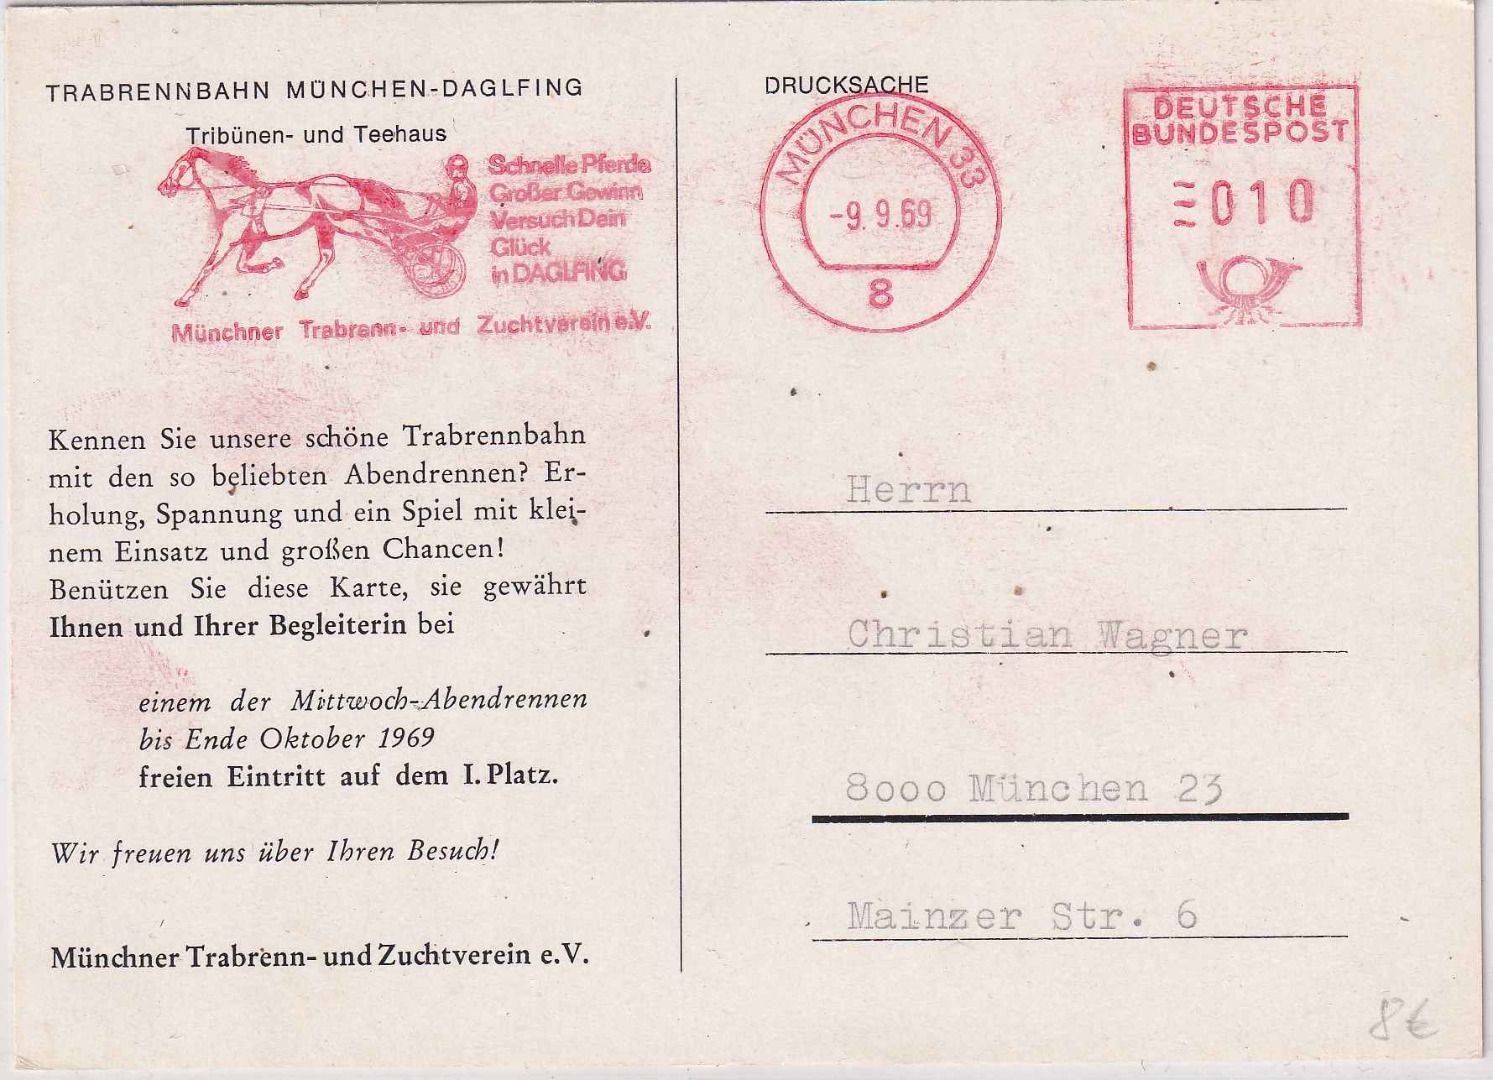 TRABRENNBAHN MÜNCHEN-DAGLFING
Tribünen- und Teehaus
Schnelle Pferde
Großer Gewinn
Versuch Dein
Glück
in DAGLFING
Münchner Trabrenn- und Zuchtverein e.V.
Kennen Sie unsere schöne Trabrennbahn
mit den so beliebten Abendrennen? Er-
holung, Spannung und ein Spiel mit klei-
nem Einsatz und großen Chancen!
Benützen Sie diese Karte, sie gewährt
Ihnen und Ihrer Begleiterin bei
einem der Mittwoch-Abendrennen
bis Ende Oktober 1969
freien Eintritt auf dem I. Platz.
Wir freuen uns über Ihren Besuch!
Münchner Trabrenn- und Zuchtverein e.V.
DRUCKSACHE
MÜNCHEN 33
-9. 9.69
8
DEUTSCHE
BUNDESPOST
010
Herrn
Christian Wagner
8000 München 23
Mainzer Str. 6
8€